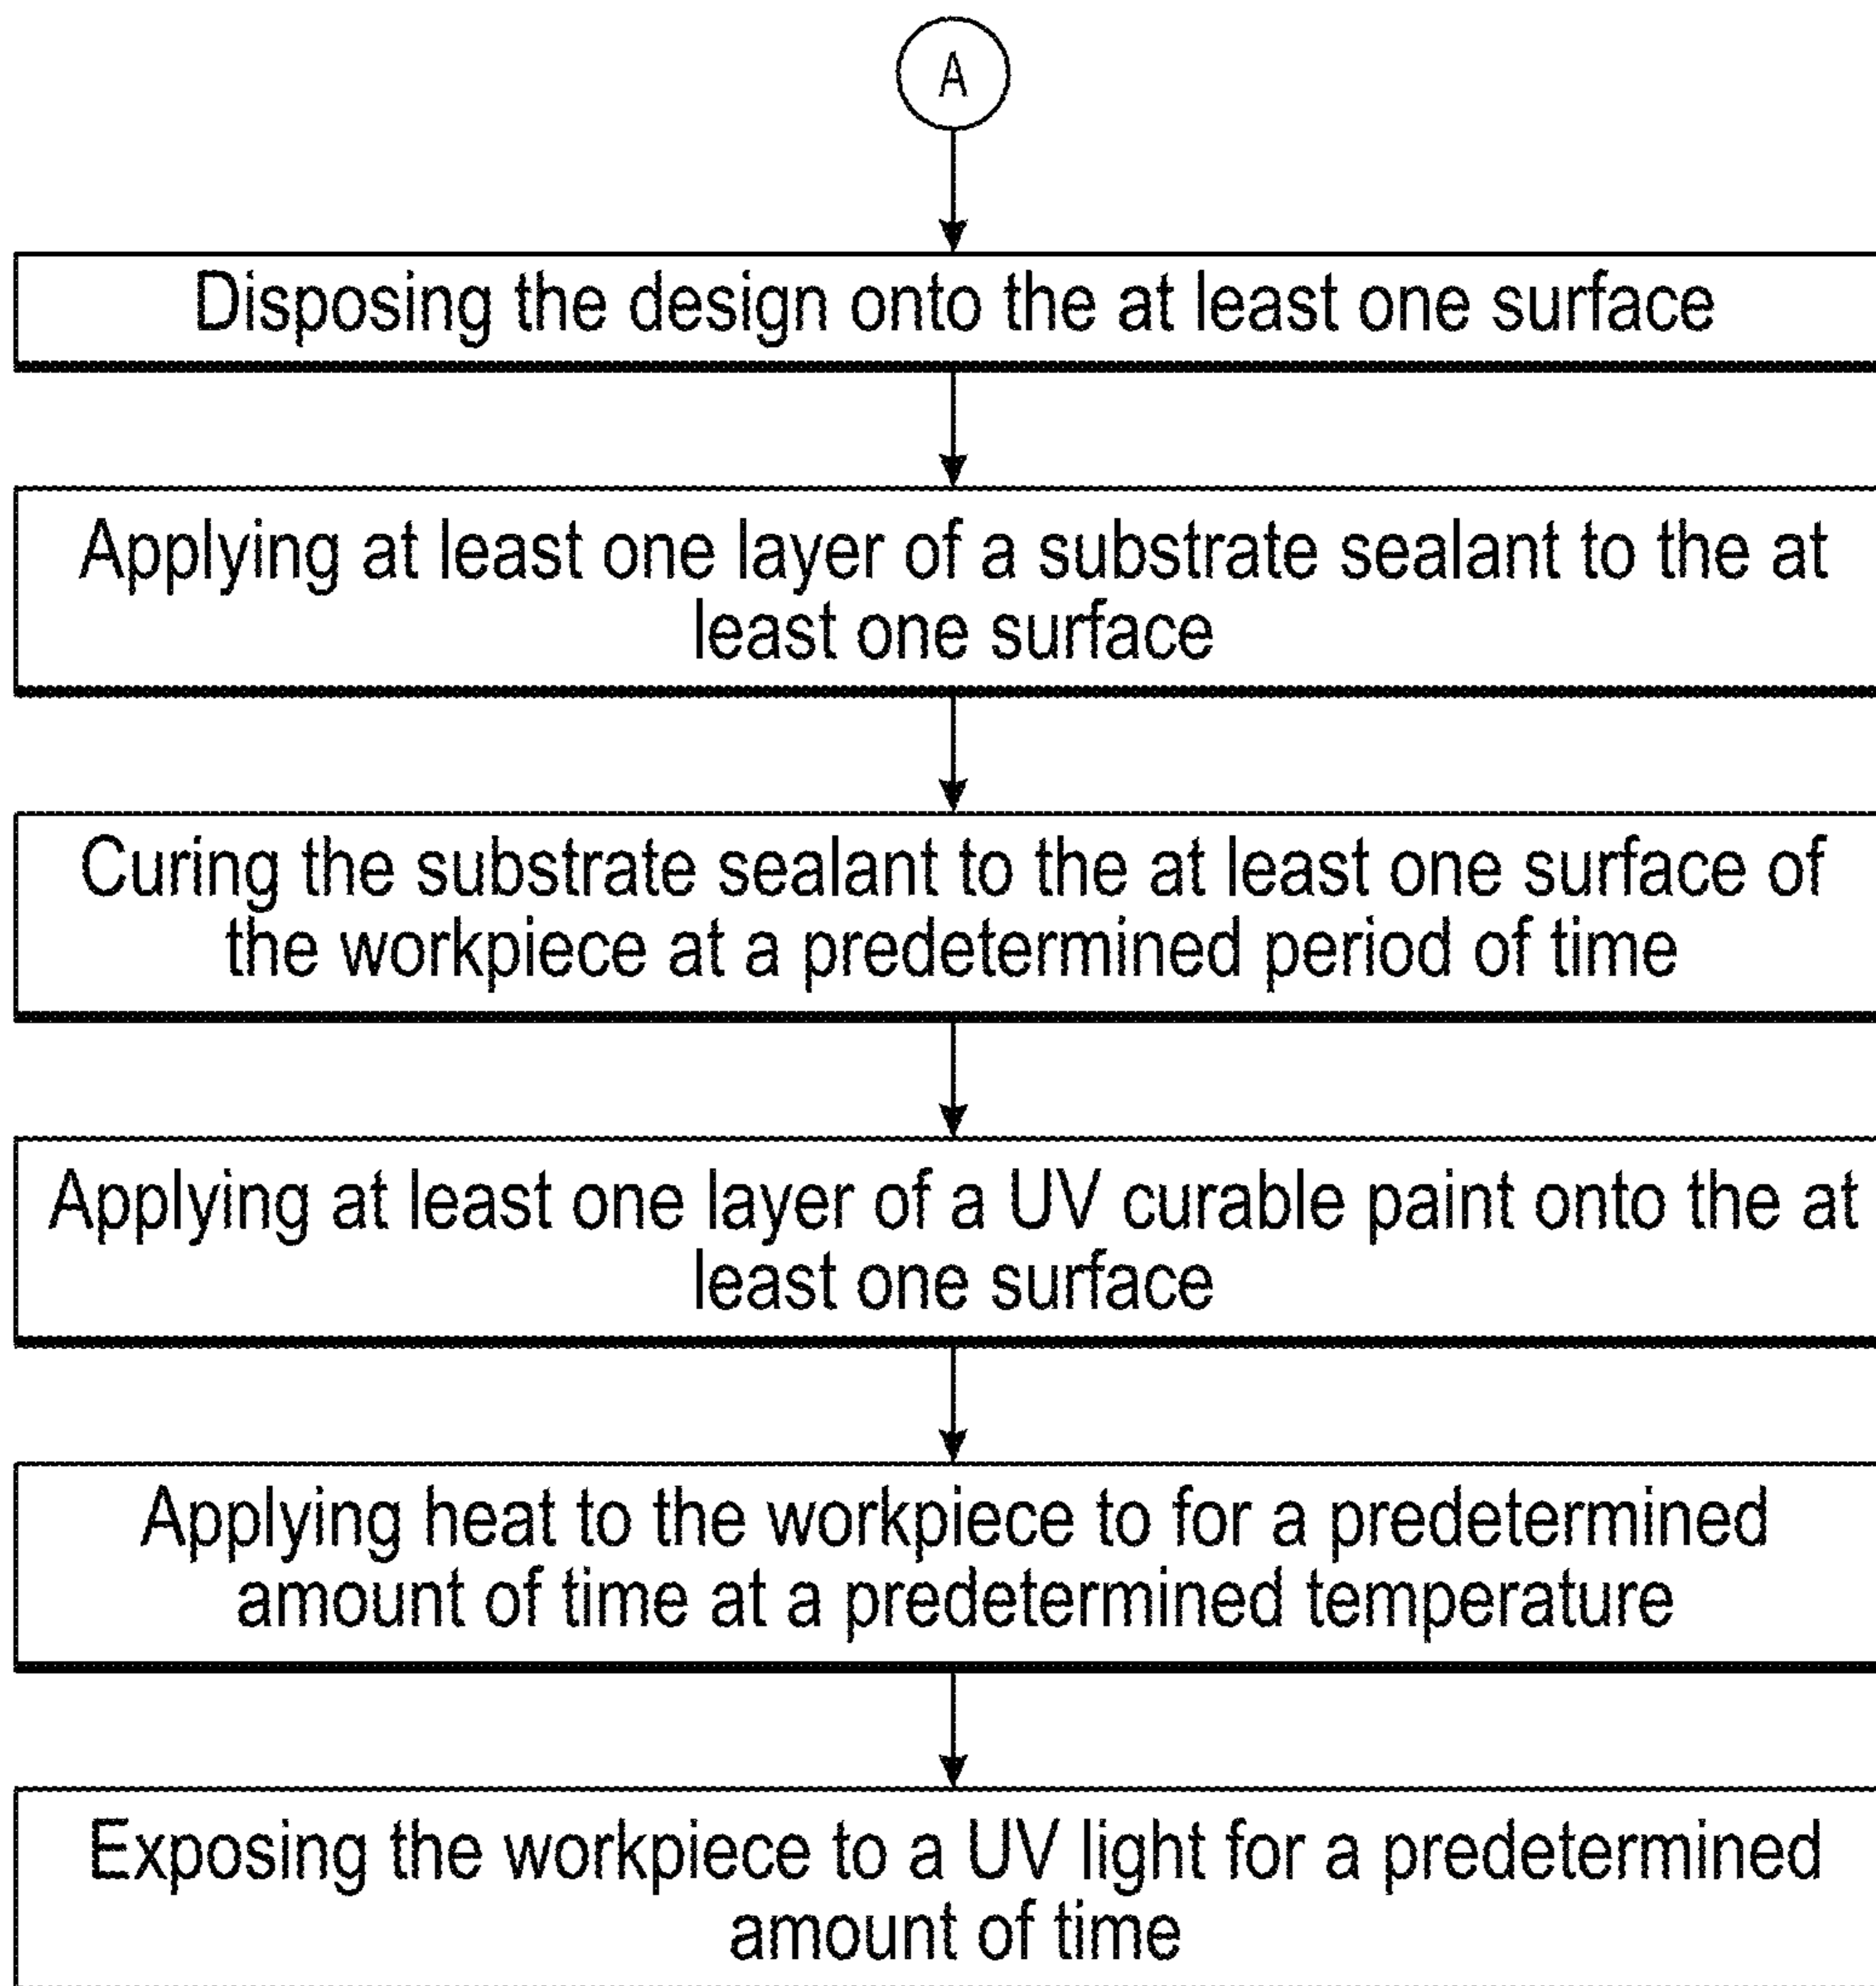 A
Disposing the design onto the at least one surface
Applying at least one layer of a substrate sealant to the at
least one surface
Curing the substrate sealant to the at least one surface of
the workpiece at a predetermined period of time
Applying at least one layer of a UV curable paint onto the at
least one surface
Applying heat to the workpiece to for a predetermined
amount of time at a predetermined temperature
Exposing the workpiece to a UV light for a predetermined
amount of time